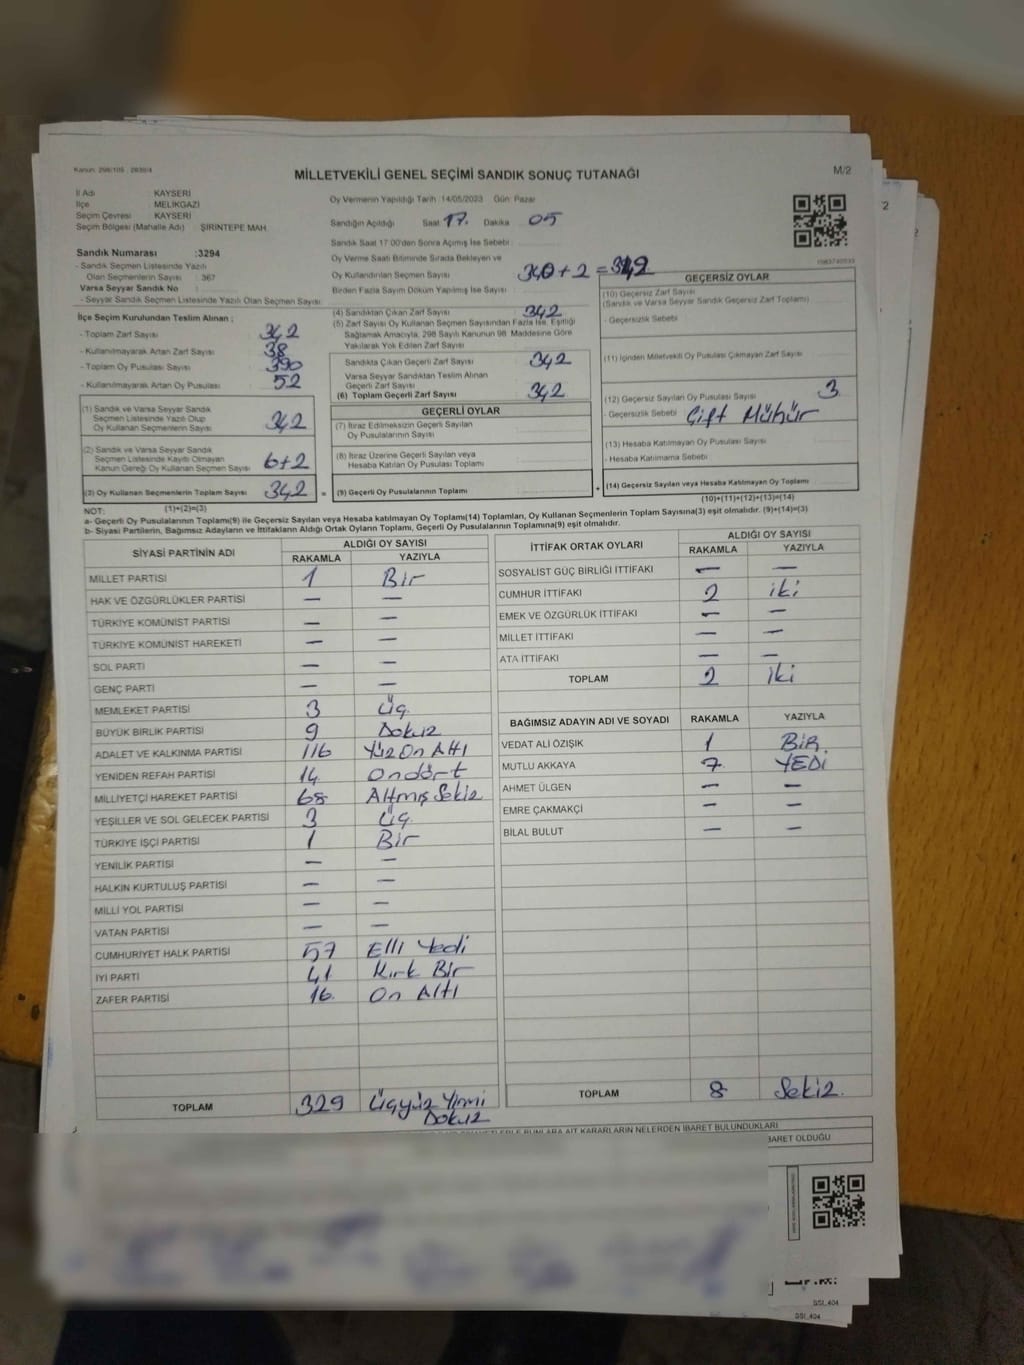 Kanun: 298/105 - 2839/4
MİLLETVEKİLİ GENEL SEÇİMİ SANDIK SONUÇ TUTANAĞI
M/2
İl Adı : KAYSERİ
İlçe : MELİKGAZİ
Seçim Çevresi : KAYSERİ
Seçim Bölgesi (Mahalle Adı) : ŞİRİNTEPE MAH.
Oy Vermenin Yapıldığı Tarih :14/05/2023 Gün: Pazar
Sandığın Açıldığı Saat 17. Dakika 05
Sandık Saat 17:00'den Sonra Açımış İse Sebebi :
Oy Verme Saati Bitiminde Sırada Bekleyen ve
Oy Kullandırılan Seçmen Sayısı 340+2=342
Birden Fazla Sayım Döküm Yapılmış İse Sayısı :
Sandık Numarası :3294
- Sandık Seçmen Listesinde Yazılı
Olan Seçmenlerin Sayısı : 367
Varsa Seyyar Sandık No :
- Seyyar Sandık Seçmen Listesinde Yazılı Olan Seçmen Sayısı:
İlçe Seçim Kurulundan Teslim Alınan ;
- Toplam Zarf Sayısı 342
- Kullanılmayarak Artan Zarf Sayısı 38
- Toplam Oy Pusulası Sayısı 390
- Kullanılmayarak Artan Oy Pusulası 52
(1) Sandık ve Varsa Seyyar Sandık
Seçmen Listesinde Yazılı Olup
Oy Kullanan Seçmenlerin Sayısı 342
(2) Sandık ve Varsa Seyyar Sandık
Seçmen Listesinde Kayıtlı Olmayan
Kanun Gereği Oy Kullanan Seçmen Sayısı 6+2
(3) Oy Kullanan Seçmenlerin Toplam Sayısı 342
(1)+(2)=(3)
(4) Sandıktan Çıkan Zarf Sayısı 342
(5) Zarf Sayısı Oy Kullanan Seçmen Sayısından Fazla İse, Eşitliği
Sağlamak Amacıyla, 298 Sayılı Kanunun 98. Maddesine Göre
Yakılarak Yok Edilen Zarf Sayısı
Sandıkta Çıkan Geçerli Zarf Sayısı 342
Varsa Seyyar Sandıktan Teslim Alınan
Geçerli Zarf Sayısı
(6) Toplam Geçerli Zarf Sayısı 342
GEÇERLİ OYLAR
(7) İtiraz Edilmeksizin Geçerli Sayılan
Oy Pusulalarının Sayısı
(8) İtiraz Üzerine Geçerli Sayılan veya
Hesaba Katılan Oy Pusulası Toplamı
= (9) Geçerli Oy Pusulalarının Toplamı +
GEÇERSİZ OYLAR
(10) Geçersiz Zarf Sayısı
(Sandık ve Varsa Seyyar Sandık Geçersiz Zarf Toplamı)
- Geçersizlik Sebebi :
(11) İçinden Milletvekili Oy Pusulası Çıkmayan Zarf Sayısı
(12) Geçersiz Sayılan Oy Pusulası Sayısı 3
- Geçersizlik Sebebi : Çift Mühür
(13) Hesaba Katılmayan Oy Pusulası Sayısı
- Hesaba Katılmama Sebebi :
(14) Geçersiz Sayılan veya Hesaba Katılmayan Oy Toplamı
(10)+(11)+(12)+(13)=(14)
NOT:
a- Geçerli Oy Pusulalarının Toplamı(9) ile Geçersiz Sayılan veya Hesaba katılmayan Oy Toplamı(14) Toplamları, Oy Kullanan Seçmenlerin Toplam Sayısına(3) eşit olmalıdır. (9)+(14)=(3)
b- Siyasi Partilerin, Bağımsız Adayların ve İttifakların Aldığı Ortak Oyların Toplamı, Geçerli Oy Pusulalarının Toplamına(9) eşit olmalıdır.
SİYASİ PARTİNİN ADI ALDIĞI OY SAYISI
RAKAMLA YAZIYLA
MİLLET PARTİSİ 1 Bir
HAK VE ÖZGÜRLÜKLER PARTİSİ — —
TÜRKİYE KOMÜNİST PARTİSİ — —
TÜRKİYE KOMÜNİST HAREKETİ — —
SOL PARTİ — —
GENÇ PARTİ — —
MEMLEKET PARTİSİ 3 Üç
BÜYÜK BİRLİK PARTİSİ 9 Dokuz
ADALET VE KALKINMA PARTİSİ 116 Yüz On Altı
YENİDEN REFAH PARTİSİ 14 Ondört
MİLLİYETÇİ HAREKET PARTİSİ 68 Altmış Sekiz
YEŞİLLER VE SOL GELECEK PARTİSİ 3 Üç
TÜRKİYE İŞÇİ PARTİSİ 1 Bir
YENİLİK PARTİSİ — —
HALKIN KURTULUŞ PARTİSİ — —
MİLLİ YOL PARTİSİ — —
VATAN PARTİSİ — —
CUMHURİYET HALK PARTİSİ 57 Elli Yedi
İYİ PARTİ 41 Kırk Bir
ZAFER PARTİSİ 16 On Altı
TOPLAM 329 Üçyüz Yirmi
Dokuz
İTTİFAK ORTAK OYLARI ALDIĞI OY SAYISI
RAKAMLA YAZIYLA
SOSYALİST GÜÇ BİRLİĞİ İTTİFAKI — —
CUMHUR İTTİFAKI 2 iki
EMEK VE ÖZGÜRLÜK İTTİFAKI — —
MİLLET İTTİFAKI — —
ATA İTTİFAKI — —
TOPLAM 2 iki
BAĞIMSIZ ADAYIN ADI VE SOYADI RAKAMLA YAZIYLA
VEDAT ALİ ÖZIŞIK 1 BİR.
MUTLU AKKAYA 7. YEDİ
AHMET ÜLGEN — —
EMRE ÇAKMAKÇI — —
BİLAL BULUT — —
TOPLAM 8 Sekiz.
BUNLARA AİT KARARLARIN NELERDEN İBARET BULUNDUKLARI
BARET OLDUĞU
SSI_404
SSI_404